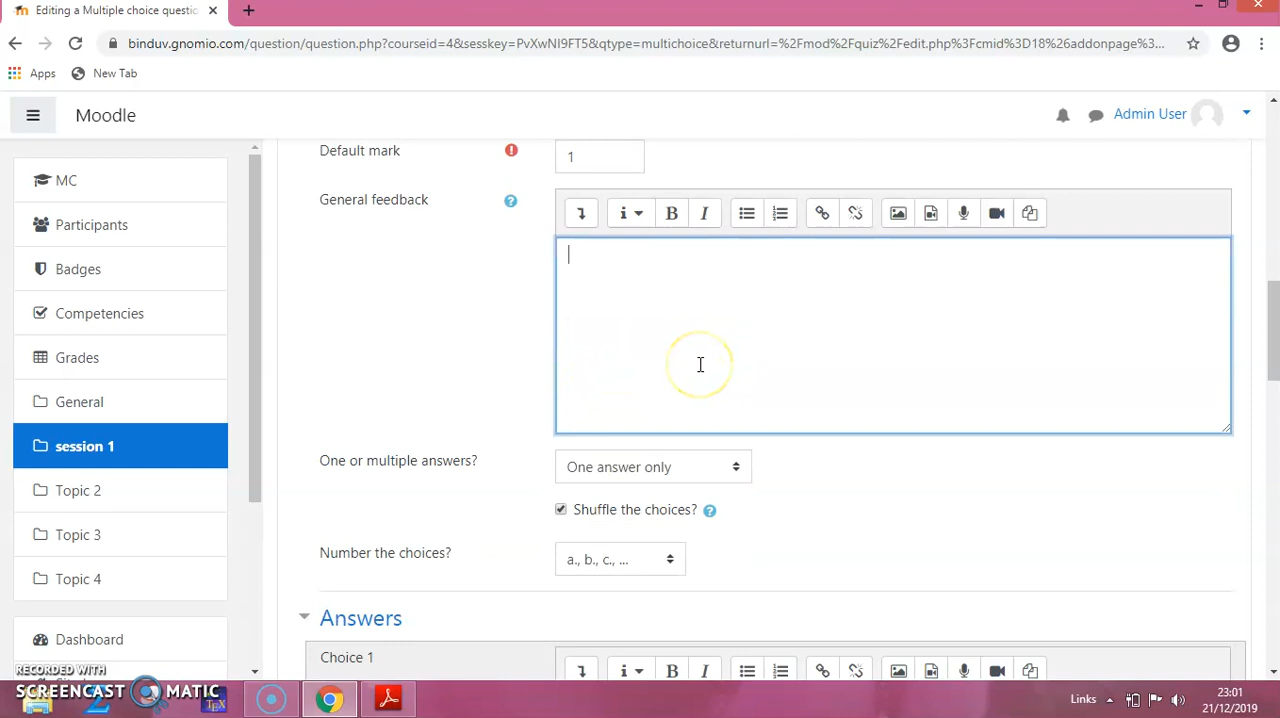 Editing a Multiple choice questio
binduv.gnomio.com/question/question.php?courseid=4&sesskey=PvXwNI9FT5&qtype=multichoice&returnurl=%2Fmod%2Fquiz%2Fedit.php%3Fcmid%3D18%26addonpage%3...
Apps
New Tab
Moodle
Admin User
MC
Participants
Badges
Competencies
Grades
General
session 1
Topic 2
Topic 3
Topic 4
Dashboard
Default mark
1
General feedback
i
B
I
One or multiple answers?
One answer only
Shuffle the choices?
Number the choices?
a., b., c., ...
Answers
Choice 1
i
B
I
RECORDED WITH
SCREENCAST MATIC
Links
23:01
21/12/2019